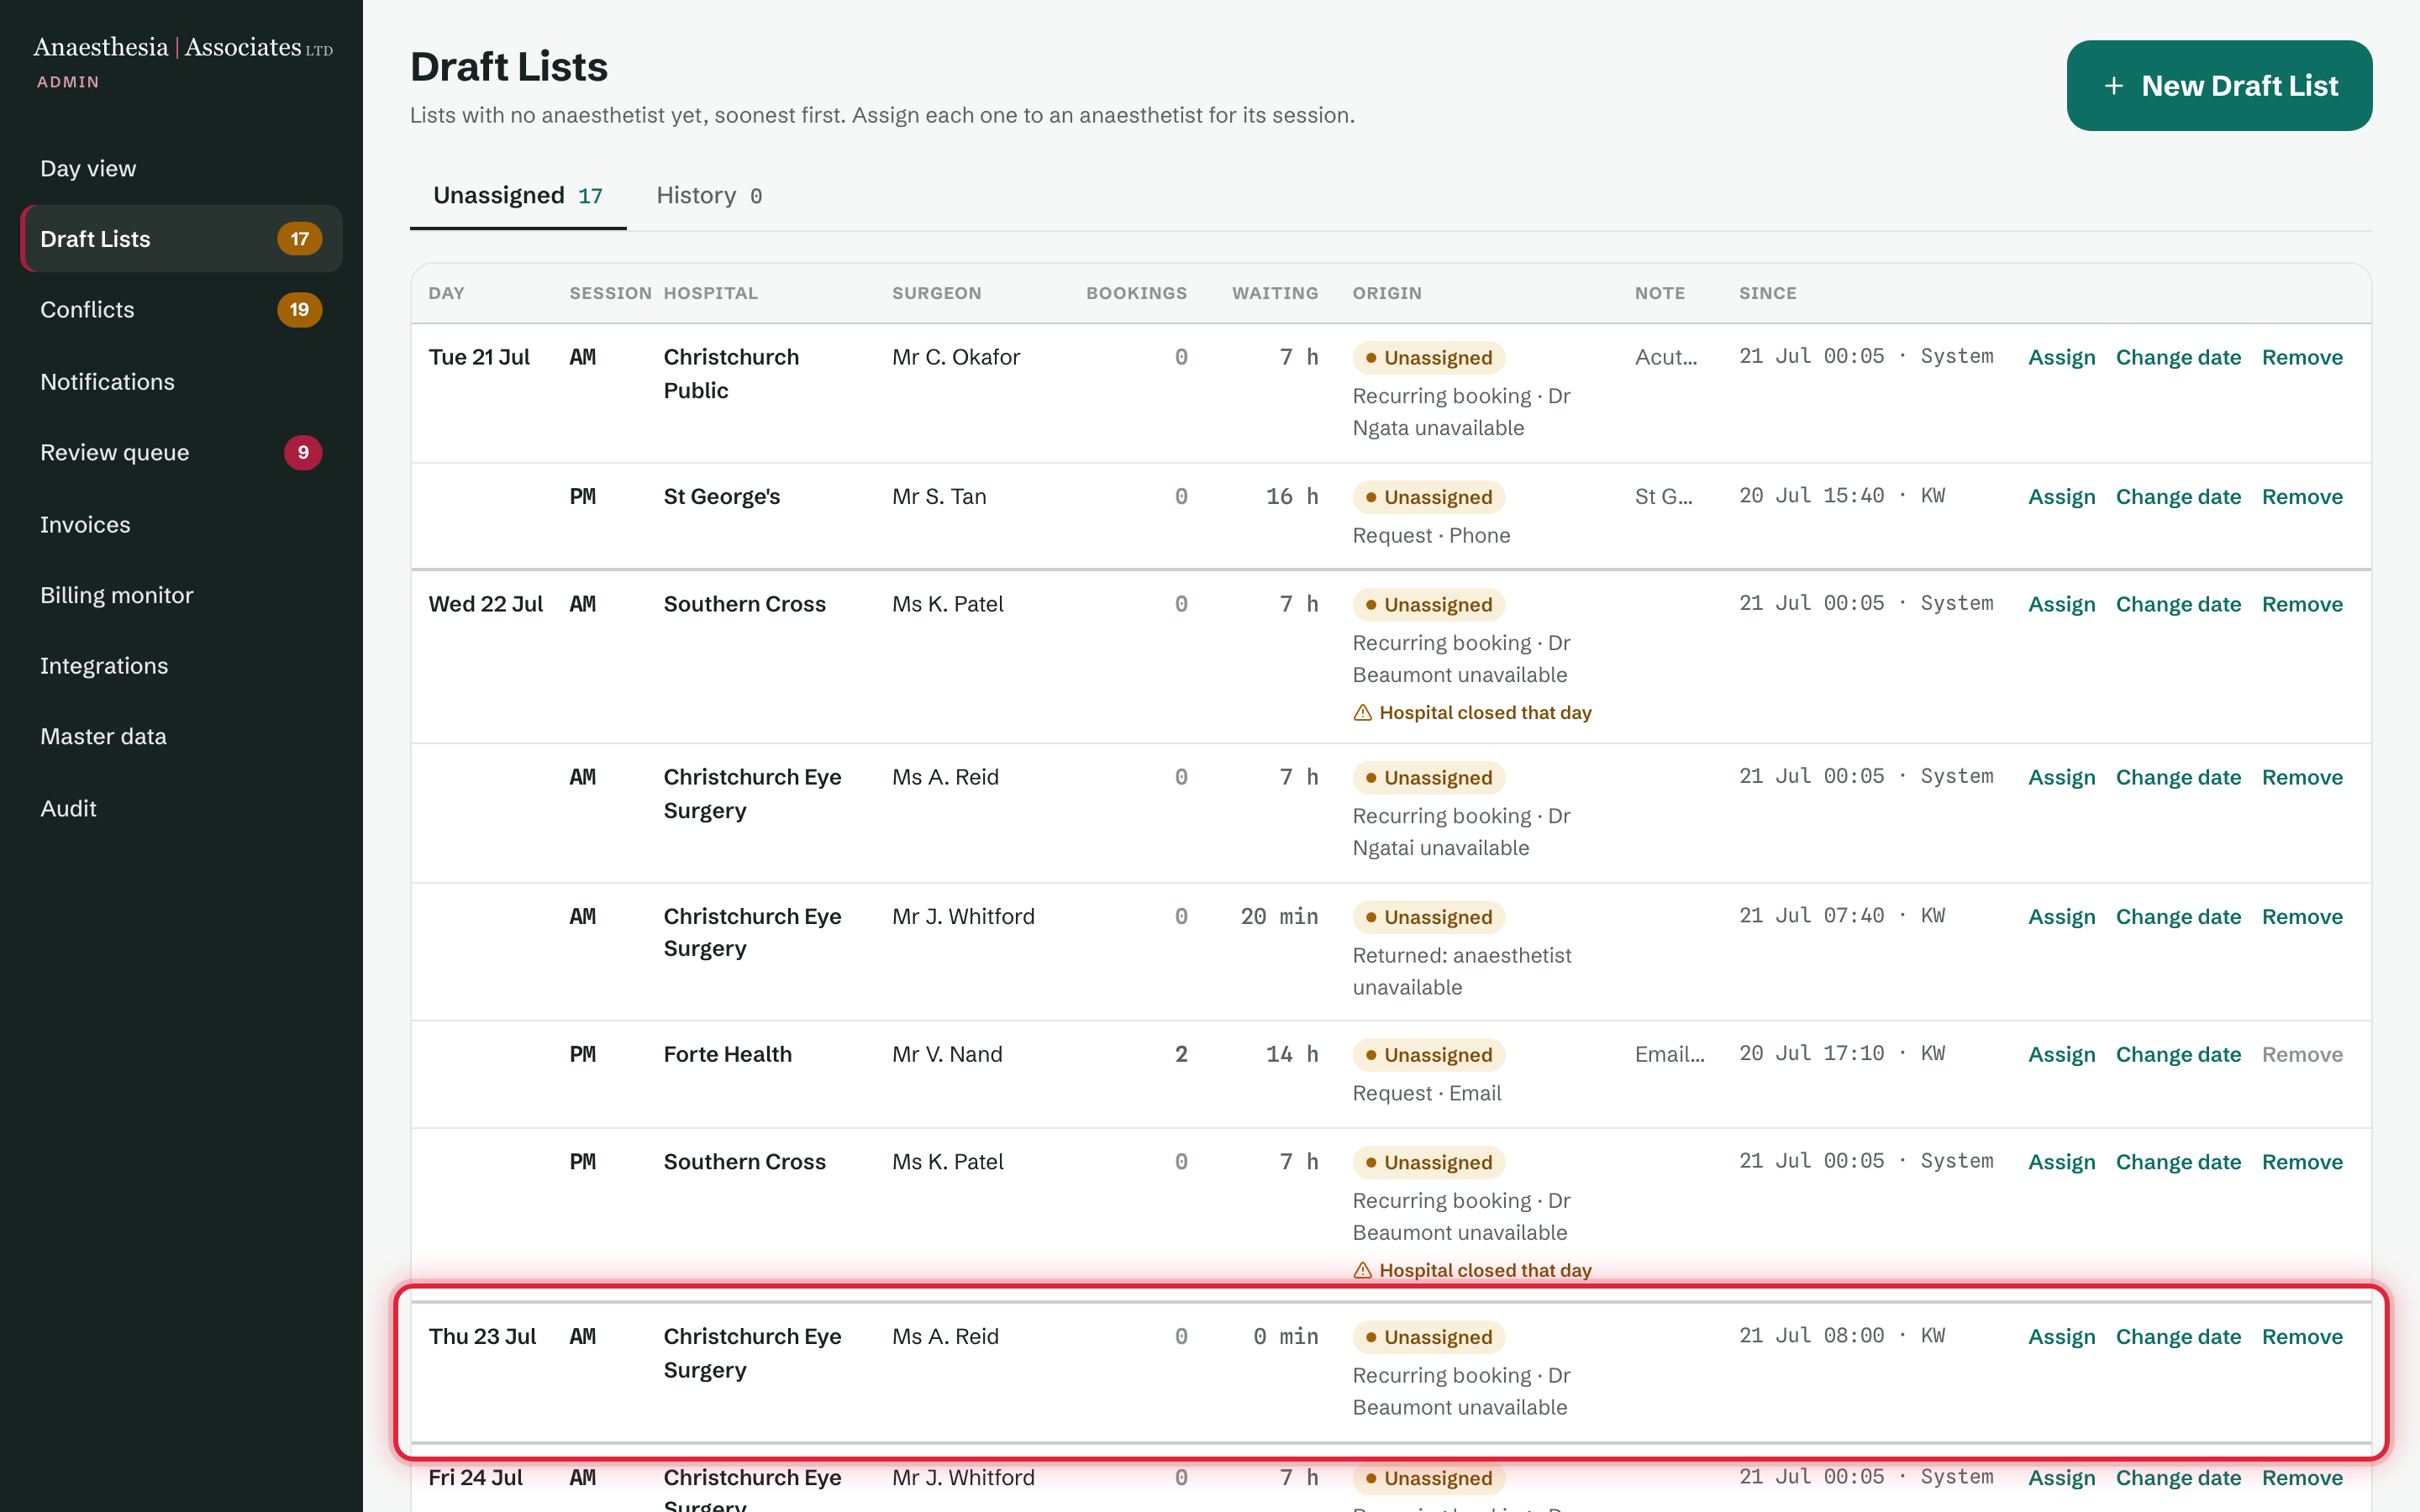 Anaesthesia | Associates LTD
ADMIN
Day view
Draft Lists 17
Conflicts 19
Notifications
Review queue 9
Invoices
Billing monitor
Integrations
Master data
Audit
Draft Lists
Lists with no anaesthetist yet, soonest first. Assign each one to an anaesthetist for its session.
+ New Draft List
Unassigned 17 History 0
DAY SESSION HOSPITAL SURGEON BOOKINGS WAITING ORIGIN NOTE SINCE
Tue 21 Jul AM Christchurch Mr C. Okafor 0 7 h Unassigned Acut... 21 Jul 00:05 · System Assign Change date Remove
Public
Recurring booking · Dr
Ngata unavailable
PM St George's Mr S. Tan 0 16 h Unassigned St G... 20 Jul 15:40 · KW Assign Change date Remove
Request · Phone
Wed 22 Jul AM Southern Cross Ms K. Patel 0 7 h Unassigned 21 Jul 00:05 · System Assign Change date Remove
Recurring booking · Dr
Beaumont unavailable
Hospital closed that day
AM Christchurch Eye Ms A. Reid 0 7 h Unassigned 21 Jul 00:05 · System Assign Change date Remove
Surgery
Recurring booking · Dr
Ngatai unavailable
AM Christchurch Eye Mr J. Whitford 0 20 min Unassigned 21 Jul 07:40 · KW Assign Change date Remove
Surgery
Returned: anaesthetist
unavailable
PM Forte Health Mr V. Nand 2 14 h Unassigned Email... 20 Jul 17:10 · KW Assign Change date Remove
Request · Email
PM Southern Cross Ms K. Patel 0 7 h Unassigned 21 Jul 00:05 · System Assign Change date Remove
Recurring booking · Dr
Beaumont unavailable
Hospital closed that day
Thu 23 Jul AM Christchurch Eye Ms A. Reid 0 0 min Unassigned 21 Jul 08:00 · KW Assign Change date Remove
Surgery
Recurring booking · Dr
Beaumont unavailable
Fri 24 Jul AM Christchurch Eye Mr J. Whitford 0 7 h Unassigned 21 Jul 00:05 · System Assign Change date Remove
Surgery